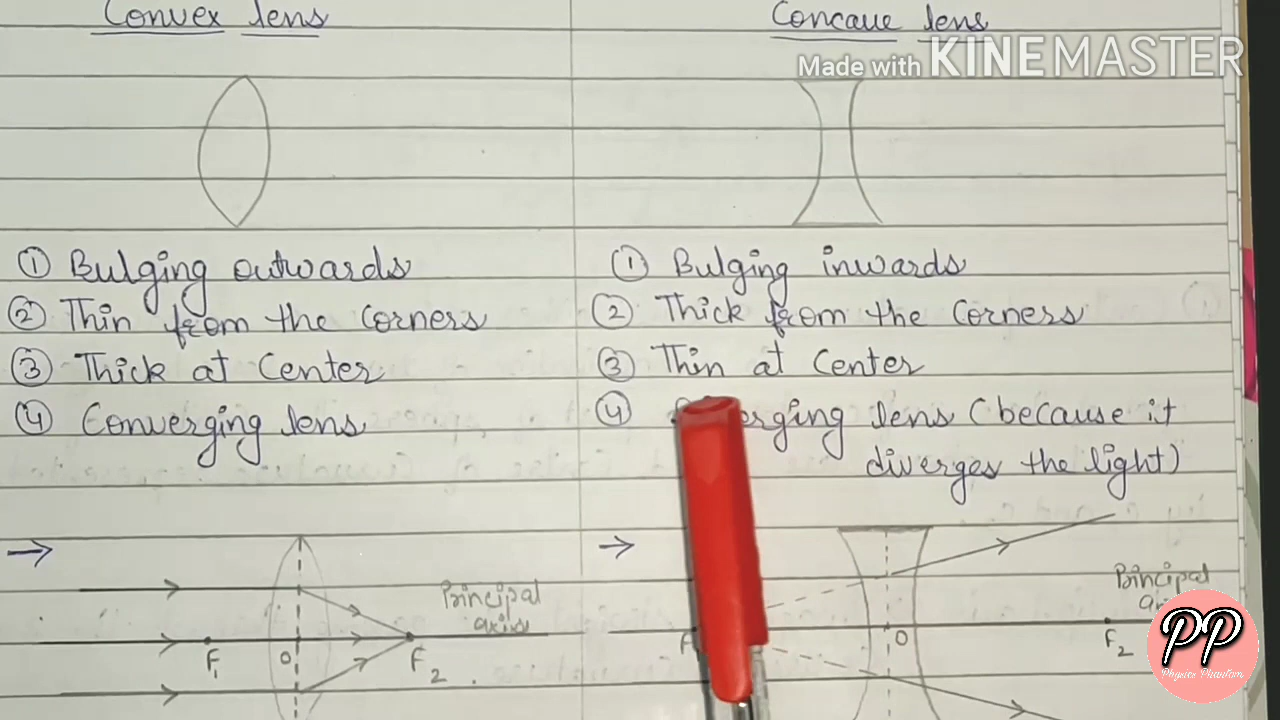 Convex lens
Concave lens
Made with KINEMASTER
① Bulging outwards
② Thin from the corners
③ Thick at Center
④ Converging lens
① Bulging inwards
② Thick from the corners
③ Thin at Center
④ lens (because it
diverges the light)
Principal
axis
F1
O
F2
Principal
F
O
F2
PP
Physics Phantom